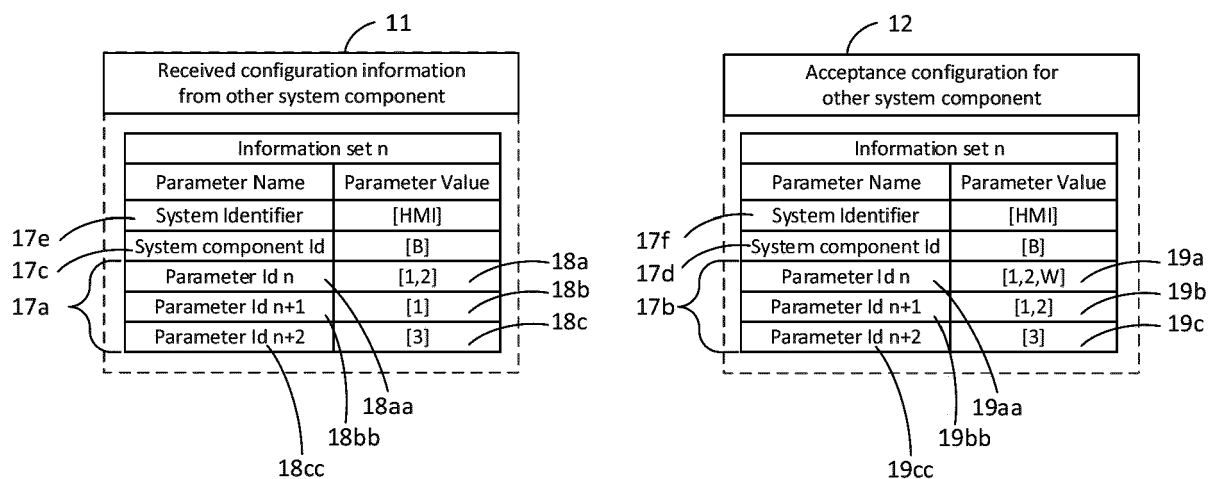 11
Received configuration information
from other system component
Information set n
Parameter Name Parameter Value
System Identifier [HMI]
System component Id [B]
Parameter Id n [1,2]
Parameter Id n+1 [1]
Parameter Id n+2 [3]
17e
17c
17a
18a
18b
18c
18aa
18bb
18cc
12
Acceptance configuration for
other system component
Information set n
Parameter Name Parameter Value
System Identifier [HMI]
System component Id [B]
Parameter Id n [1,2,W]
Parameter Id n+1 [1,2]
Parameter Id n+2 [3]
17f
17d
17b
19a
19b
19c
19aa
19bb
19cc